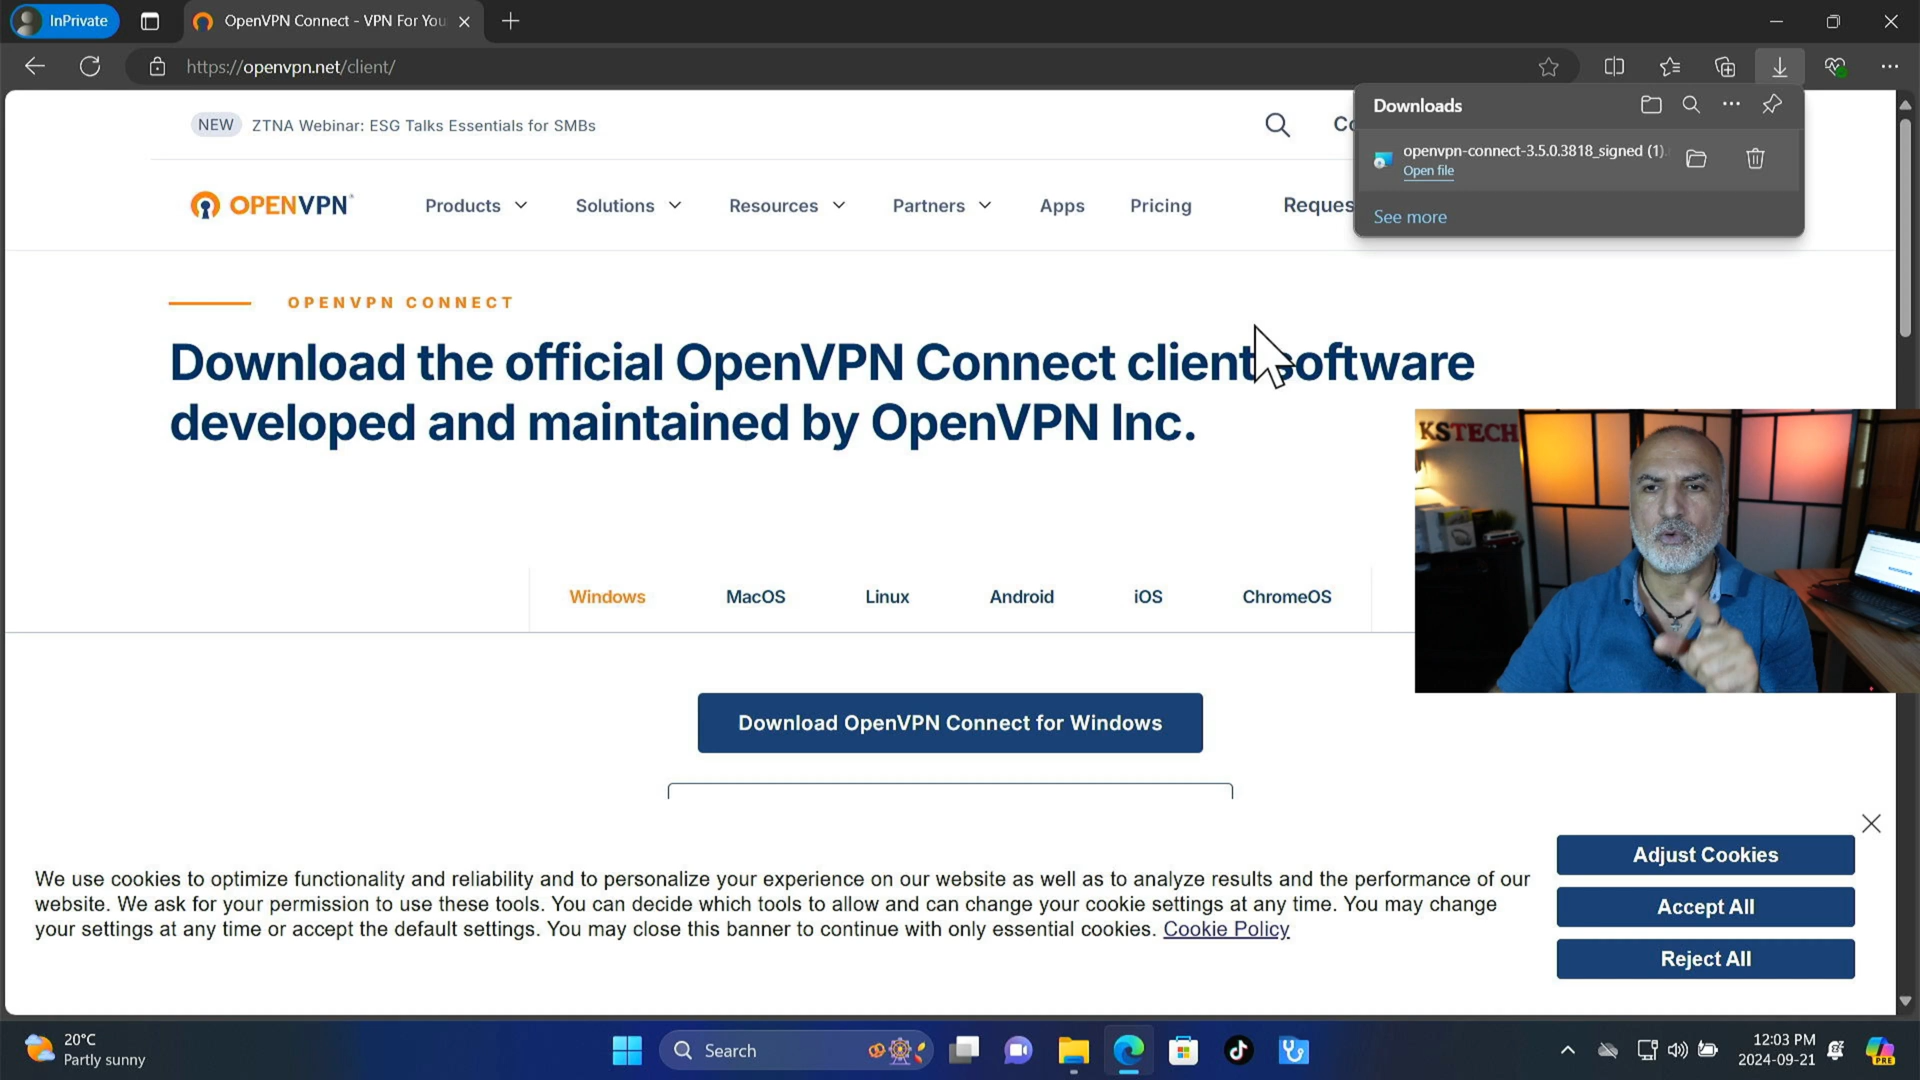 InPrivate
OpenVPN Connect - VPN For You
https://openvpn.net/client/
NEW ZTNA Webinar: ESG Talks Essentials for SMBs
Downloads
openvpn-connect-3.5.0.3818_signed (1).
Open file
See more
OPENVPN
Products
Solutions
Resources
Partners
Apps
Pricing
Reques
OPENVPN CONNECT
Download the official OpenVPN Connect client software
developed and maintained by OpenVPN Inc.
KSTECH
Windows
MacOS
Linux
Android
iOS
ChromeOS
Download OpenVPN Connect for Windows
We use cookies to optimize functionality and reliability and to personalize your experience on our website as well as to analyze results and the performance of our
website. We ask for your permission to use these tools. You can decide which tools to allow and can change your cookie settings at any time. You may change
your settings at any time or accept the default settings. You may close this banner to continue with only essential cookies. Cookie Policy
Adjust Cookies
Accept All
Reject All
20°C
Partly sunny
Search
12:03 PM
2024-09-21
PRE